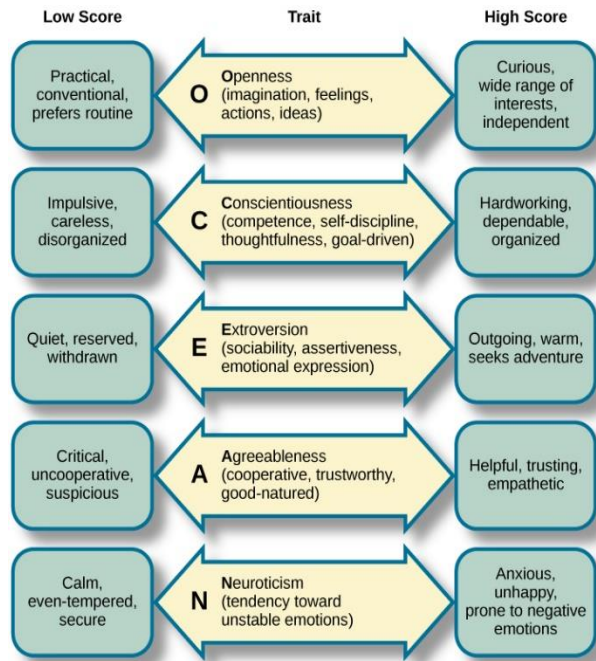 Low Score
Trait
High Score
Practical,
conventional,
prefers routine
O
Openness
(imagination, feelings,
actions, ideas)
Curious,
wide range of
interests,
independent
Impulsive,
careless,
disorganized
C
Conscientiousness
(competence, self-discipline,
thoughtfulness, goal-driven)
Hardworking,
dependable,
organized
Quiet, reserved,
withdrawn
E
Extroversion
(sociability, assertiveness,
emotional expression)
Outgoing, warm,
seeks adventure
Critical,
uncooperative,
suspicious
A
Agreeableness
(cooperative, trustworthy,
good-natured)
Helpful, trusting,
empathetic
Calm,
even-tempered,
secure
N
Neuroticism
(tendency toward
unstable emotions)
Anxious,
unhappy,
prone to negative
emotions